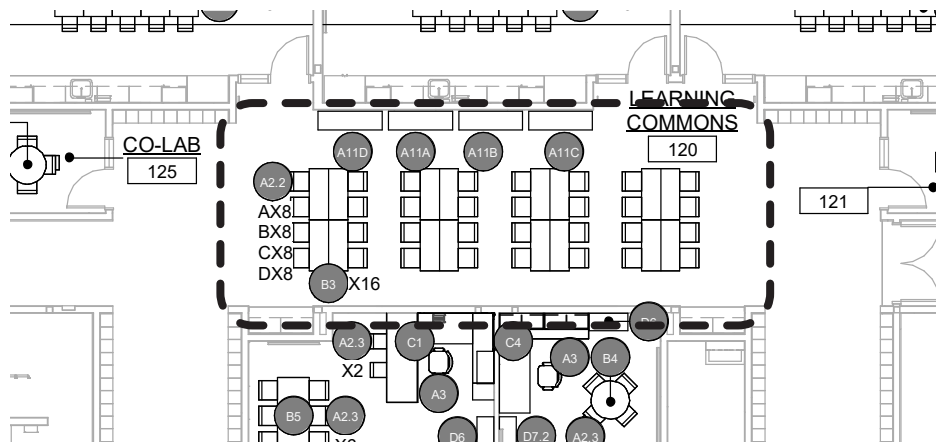 LEARNING
COMMONS
120
CO-LAB
125
A11D
A11A
A11B
A11C
A2.2
AX8
BX8
CX8
DX8
121
B3
X16
D6
A2.3
C1
C4
A3
B4
X2
A3
B5
A2.3
D6
D7.2
A2.3